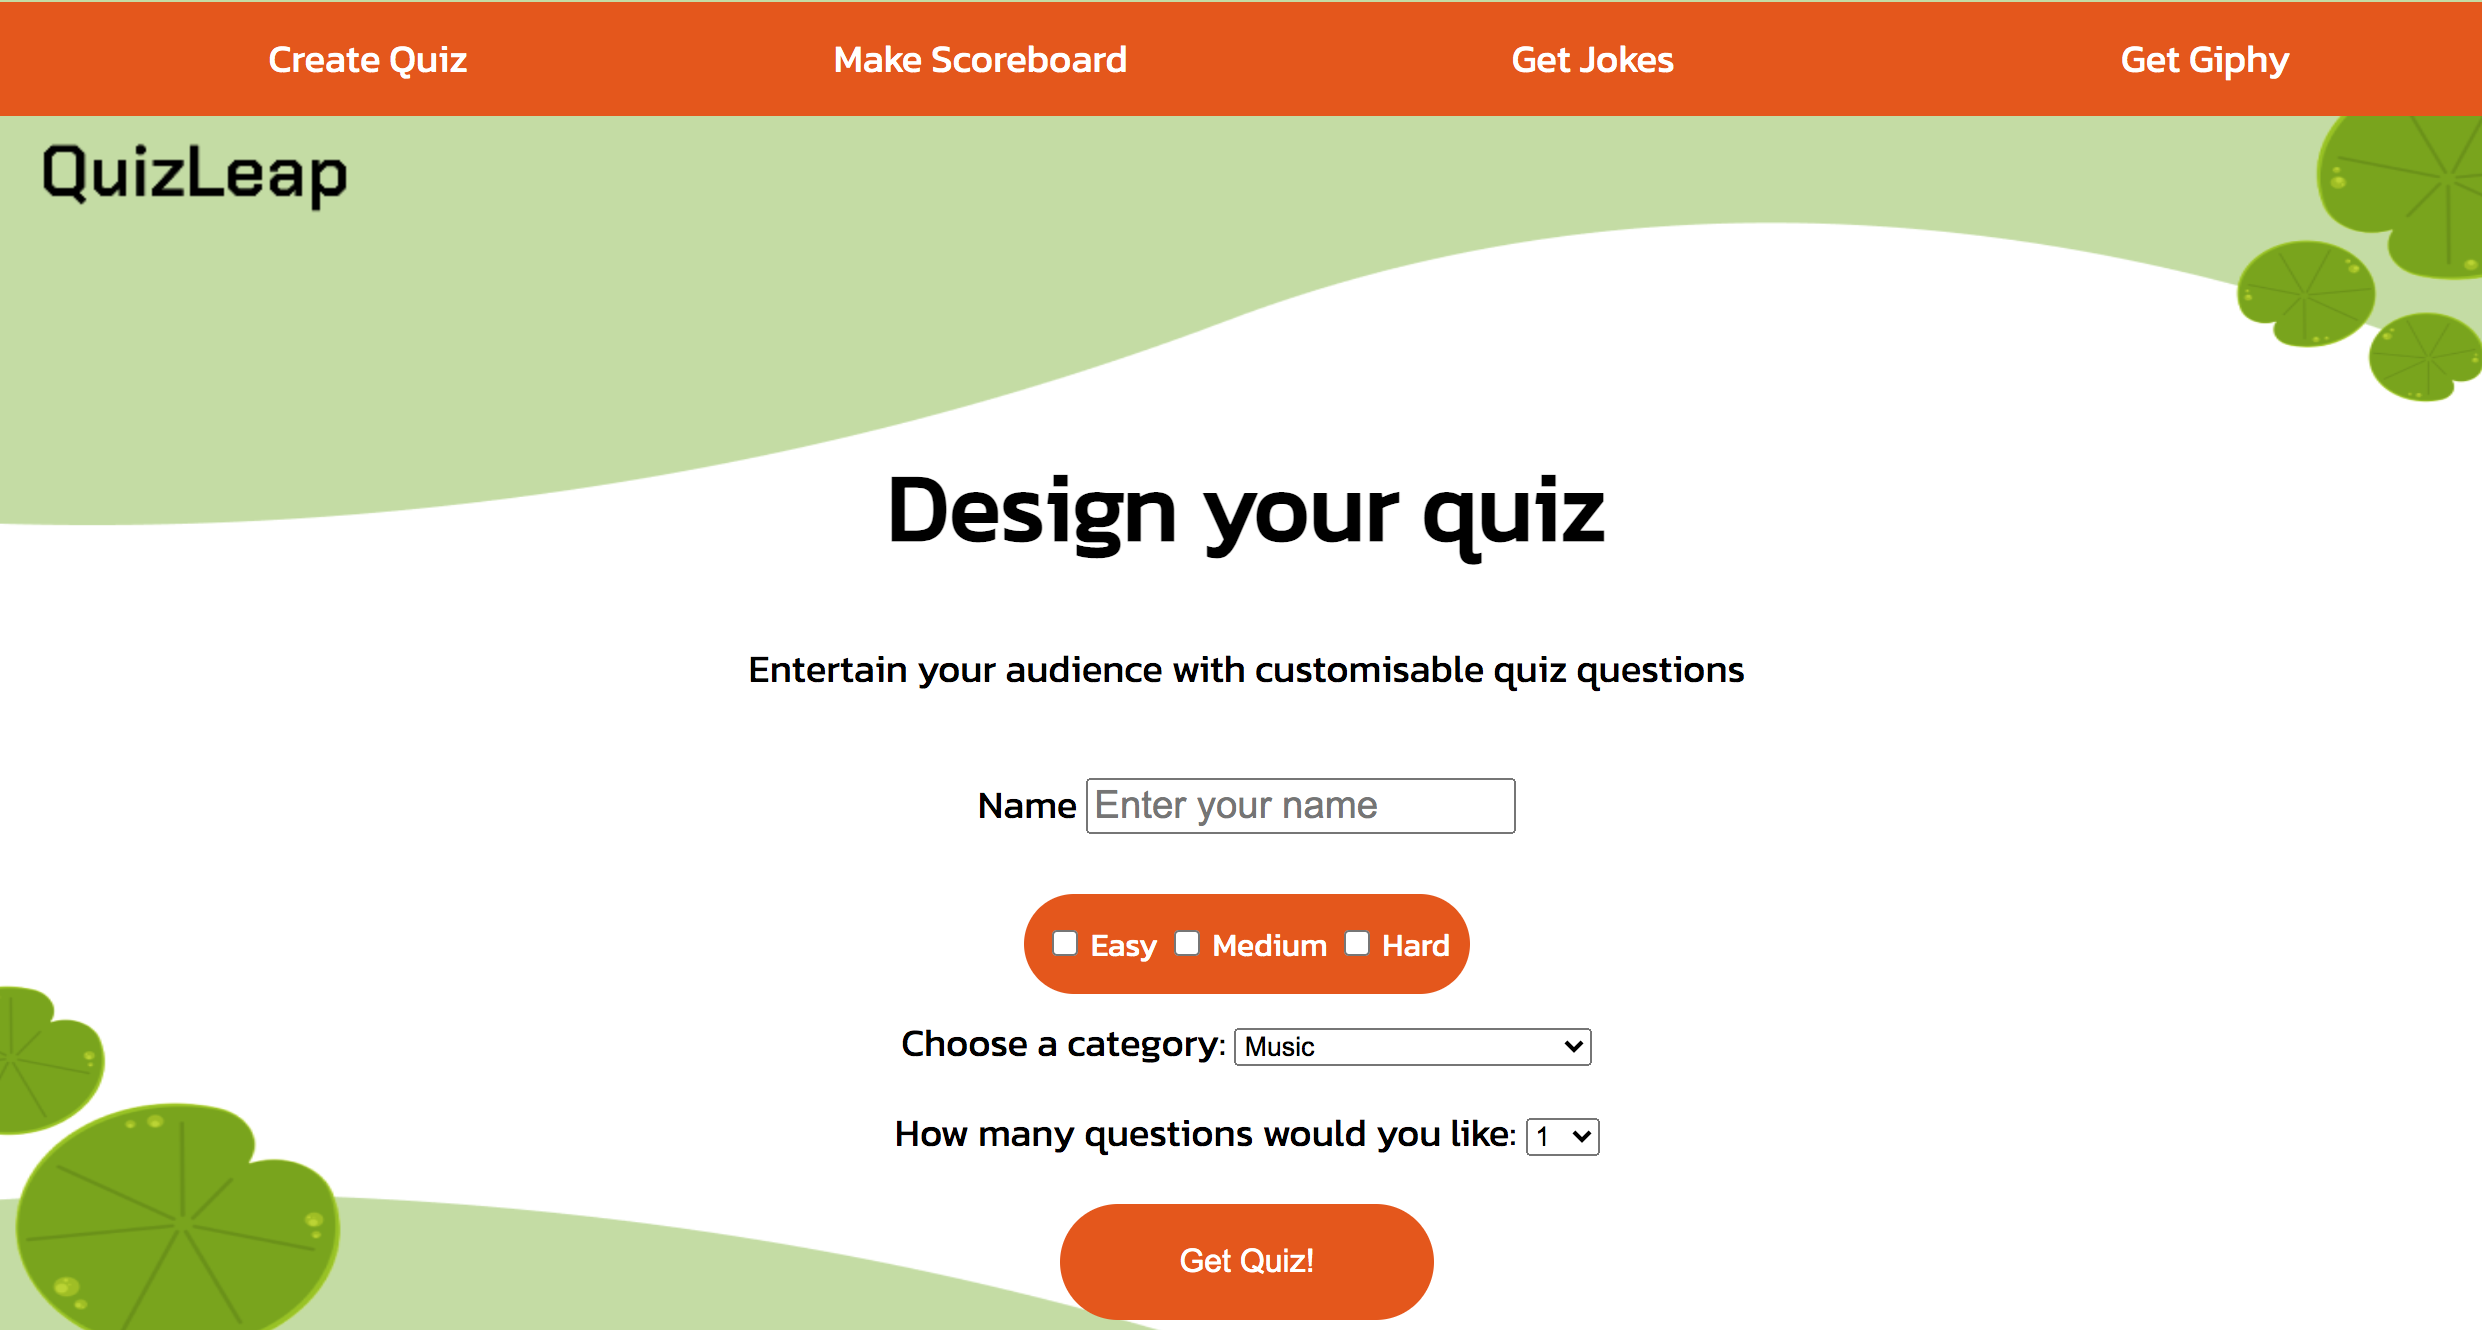 Create Quiz Make Scoreboard Get Jokes Get Giphy
QuizLeap
Design your quiz
Entertain your audience with customisable quiz questions
Name Enter your name
Easy Medium Hard
Choose a category: Music
How many questions would you like: 1
Get Quiz!